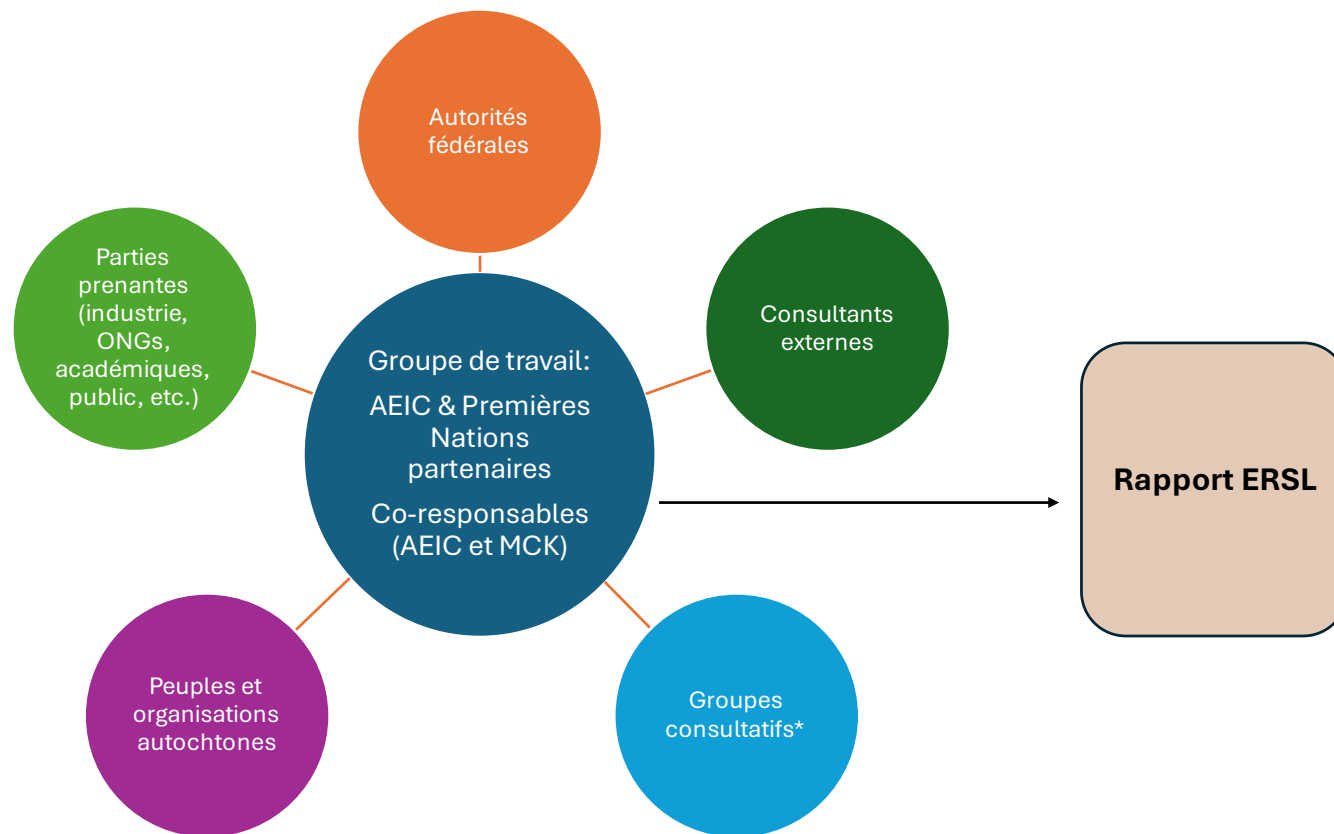 Autorités
fédérales
Parties
prenantes
(industrie,
ONGs,
académiques,
public, etc.)
Consultants
externes
Groupe de travail:
AEIC & Premières
Nations
partenaires
Co-responsables
(AEIC et MCK)
Rapport ERSL
Peuples et
organisations
autochtones
Groupes
consultatifs*